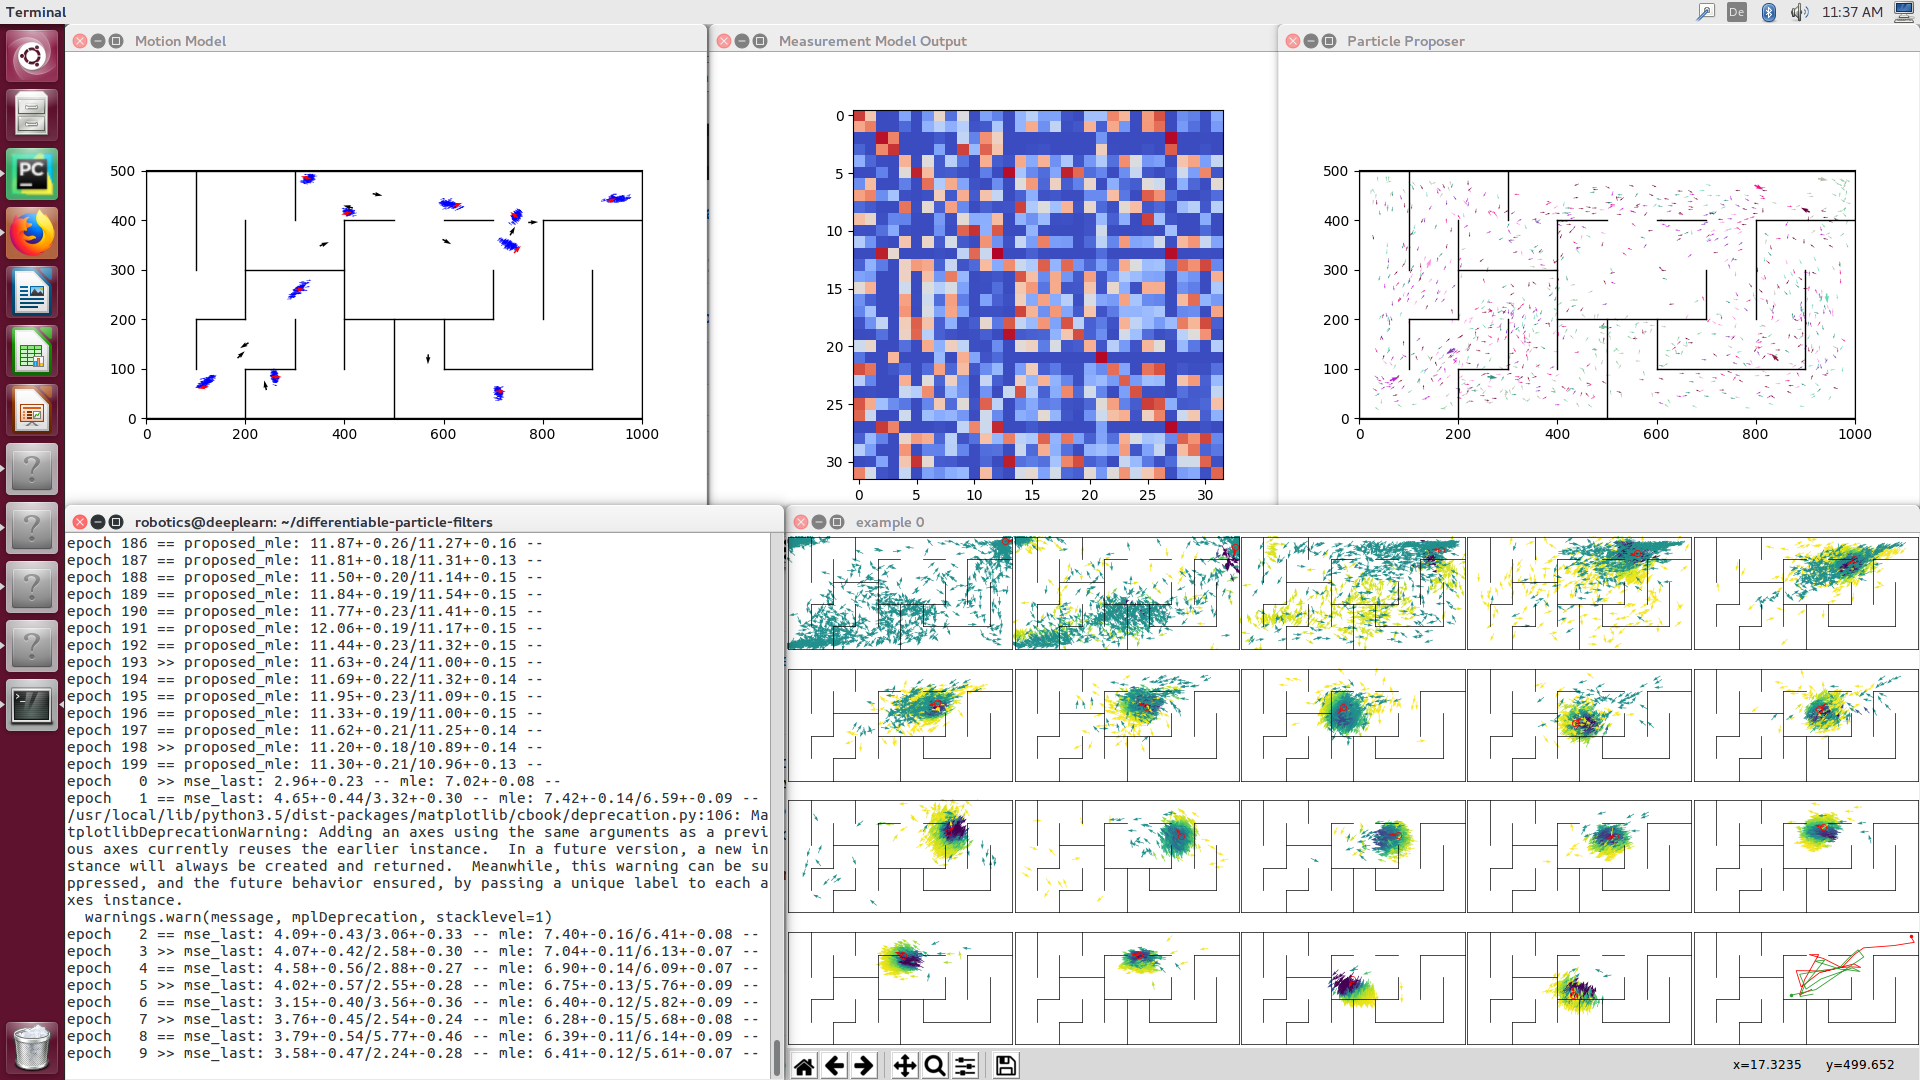 Terminal
De
11:37 AM
Motion Model
Measurement Model Output
Particle Proposer
500
400
300
200
100
0
0 200 400 600 800 1000
0
5
10
15
20
25
30
0 5 10 15 20 25 30
500
400
300
200
100
0
0 200 400 600 800 1000
PC
robotics@deeplearn: ~/differentiable-particle-filters
epoch 186 == proposed_mle: 11.87+-0.26/11.27+-0.16 --
epoch 187 == proposed_mle: 11.81+-0.18/11.31+-0.13 --
epoch 188 == proposed_mle: 11.50+-0.20/11.14+-0.15 --
epoch 189 == proposed_mle: 11.84+-0.19/11.54+-0.15 --
epoch 190 == proposed_mle: 11.77+-0.23/11.41+-0.15 --
epoch 191 == proposed_mle: 12.06+-0.19/11.17+-0.15 --
epoch 192 == proposed_mle: 11.44+-0.23/11.32+-0.15 --
epoch 193 >> proposed_mle: 11.63+-0.24/11.00+-0.15 --
epoch 194 == proposed_mle: 11.69+-0.22/11.32+-0.14 --
epoch 195 == proposed_mle: 11.95+-0.23/11.09+-0.15 --
epoch 196 == proposed_mle: 11.33+-0.19/11.00+-0.15 --
epoch 197 == proposed_mle: 11.62+-0.21/11.25+-0.14 --
epoch 198 >> proposed_mle: 11.20+-0.18/10.89+-0.14 --
epoch 199 == proposed_mle: 11.30+-0.21/10.96+-0.13 --
epoch   0 >> mse_last: 2.96+-0.23 -- mle: 7.02+-0.08 --
epoch   1 == mse_last: 4.65+-0.44/3.32+-0.30 -- mle: 7.42+-0.14/6.59+-0.09 --
/usr/local/lib/python3.5/dist-packages/matplotlib/cbook/deprecation.py:106: Ma
tplotlibDeprecationWarning: Adding an axes using the same arguments as a previ
ous axes currently reuses the earlier instance.  In a future version, a new in
stance will always be created and returned.  Meanwhile, this warning can be su
ppressed, and the future behavior ensured, by passing a unique label to each a
xes instance.
  warnings.warn(message, mplDeprecation, stacklevel=1)
epoch   2 == mse_last: 4.09+-0.43/3.06+-0.33 -- mle: 7.40+-0.16/6.41+-0.08 --
epoch   3 >> mse_last: 4.07+-0.42/2.58+-0.30 -- mle: 7.04+-0.11/6.13+-0.07 --
epoch   4 == mse_last: 4.58+-0.56/2.88+-0.27 -- mle: 6.90+-0.14/6.09+-0.07 --
epoch   5 >> mse_last: 4.02+-0.57/2.55+-0.28 -- mle: 6.75+-0.13/5.76+-0.09 --
epoch   6 == mse_last: 3.15+-0.40/3.56+-0.36 -- mle: 6.40+-0.12/5.82+-0.09 --
epoch   7 >> mse_last: 3.76+-0.45/2.54+-0.24 -- mle: 6.28+-0.15/5.68+-0.08 --
epoch   8 == mse_last: 3.79+-0.54/5.77+-0.46 -- mle: 6.39+-0.11/6.14+-0.09 --
epoch   9 >> mse_last: 3.58+-0.47/2.24+-0.28 -- mle: 6.41+-0.12/5.61+-0.07 --
example 0
x=17.3235 y=499.652